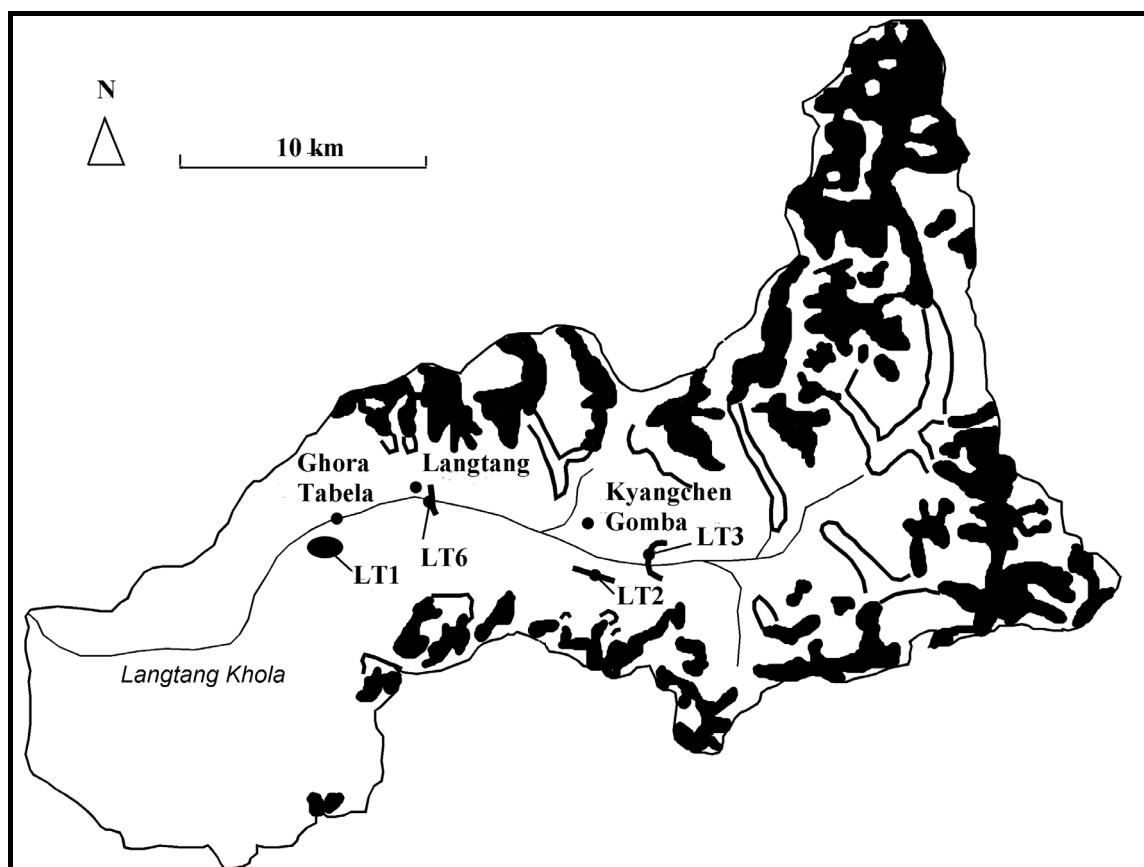 N
10 km
Ghora
Tabela
Langtang
Kyangchen
Gomba
LT3
LT6
LT1
LT2
Langtang Khola